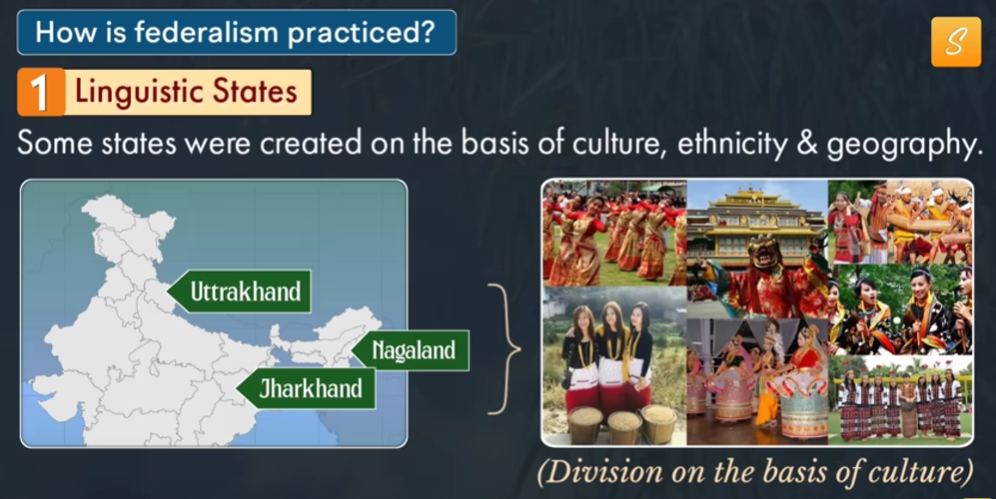 How is federalism practiced?
S
1 Linguistic States
Some states were created on the basis of culture, ethnicity & geography.
Uttrakhand
Nagaland
Jharkhand
(Division on the basis of culture)